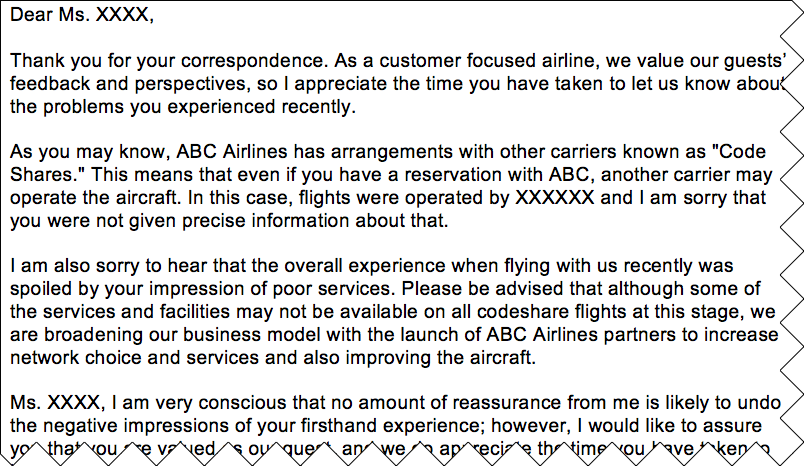 Dear Ms. XXXX,
Thank you for your correspondence. As a customer focused airline, we value our guests'
feedback and perspectives, so I appreciate the time you have taken to let us know about
the problems you experienced recently.
As you may know, ABC Airlines has arrangements with other carriers known as "Code
Shares." This means that even if you have a reservation with ABC, another carrier may
operate the aircraft. In this case, flights were operated by XXXXXX and I am sorry that
you were not given precise information about that.
I am also sorry to hear that the overall experience when flying with us recently was
spoiled by your impression of poor services. Please be advised that although some of
the services and facilities may not be available on all codeshare flights at this stage, we
are broadening our business model with the launch of ABC Airlines partners to increase
network choice and services and also improving the aircraft.
Ms. XXXX, I am very conscious that no amount of reassurance from me is likely to undo
the negative impressions of your firsthand experience; however, I would like to assure
you that you are valued as our guest, and we do appreciate the time you have taken to